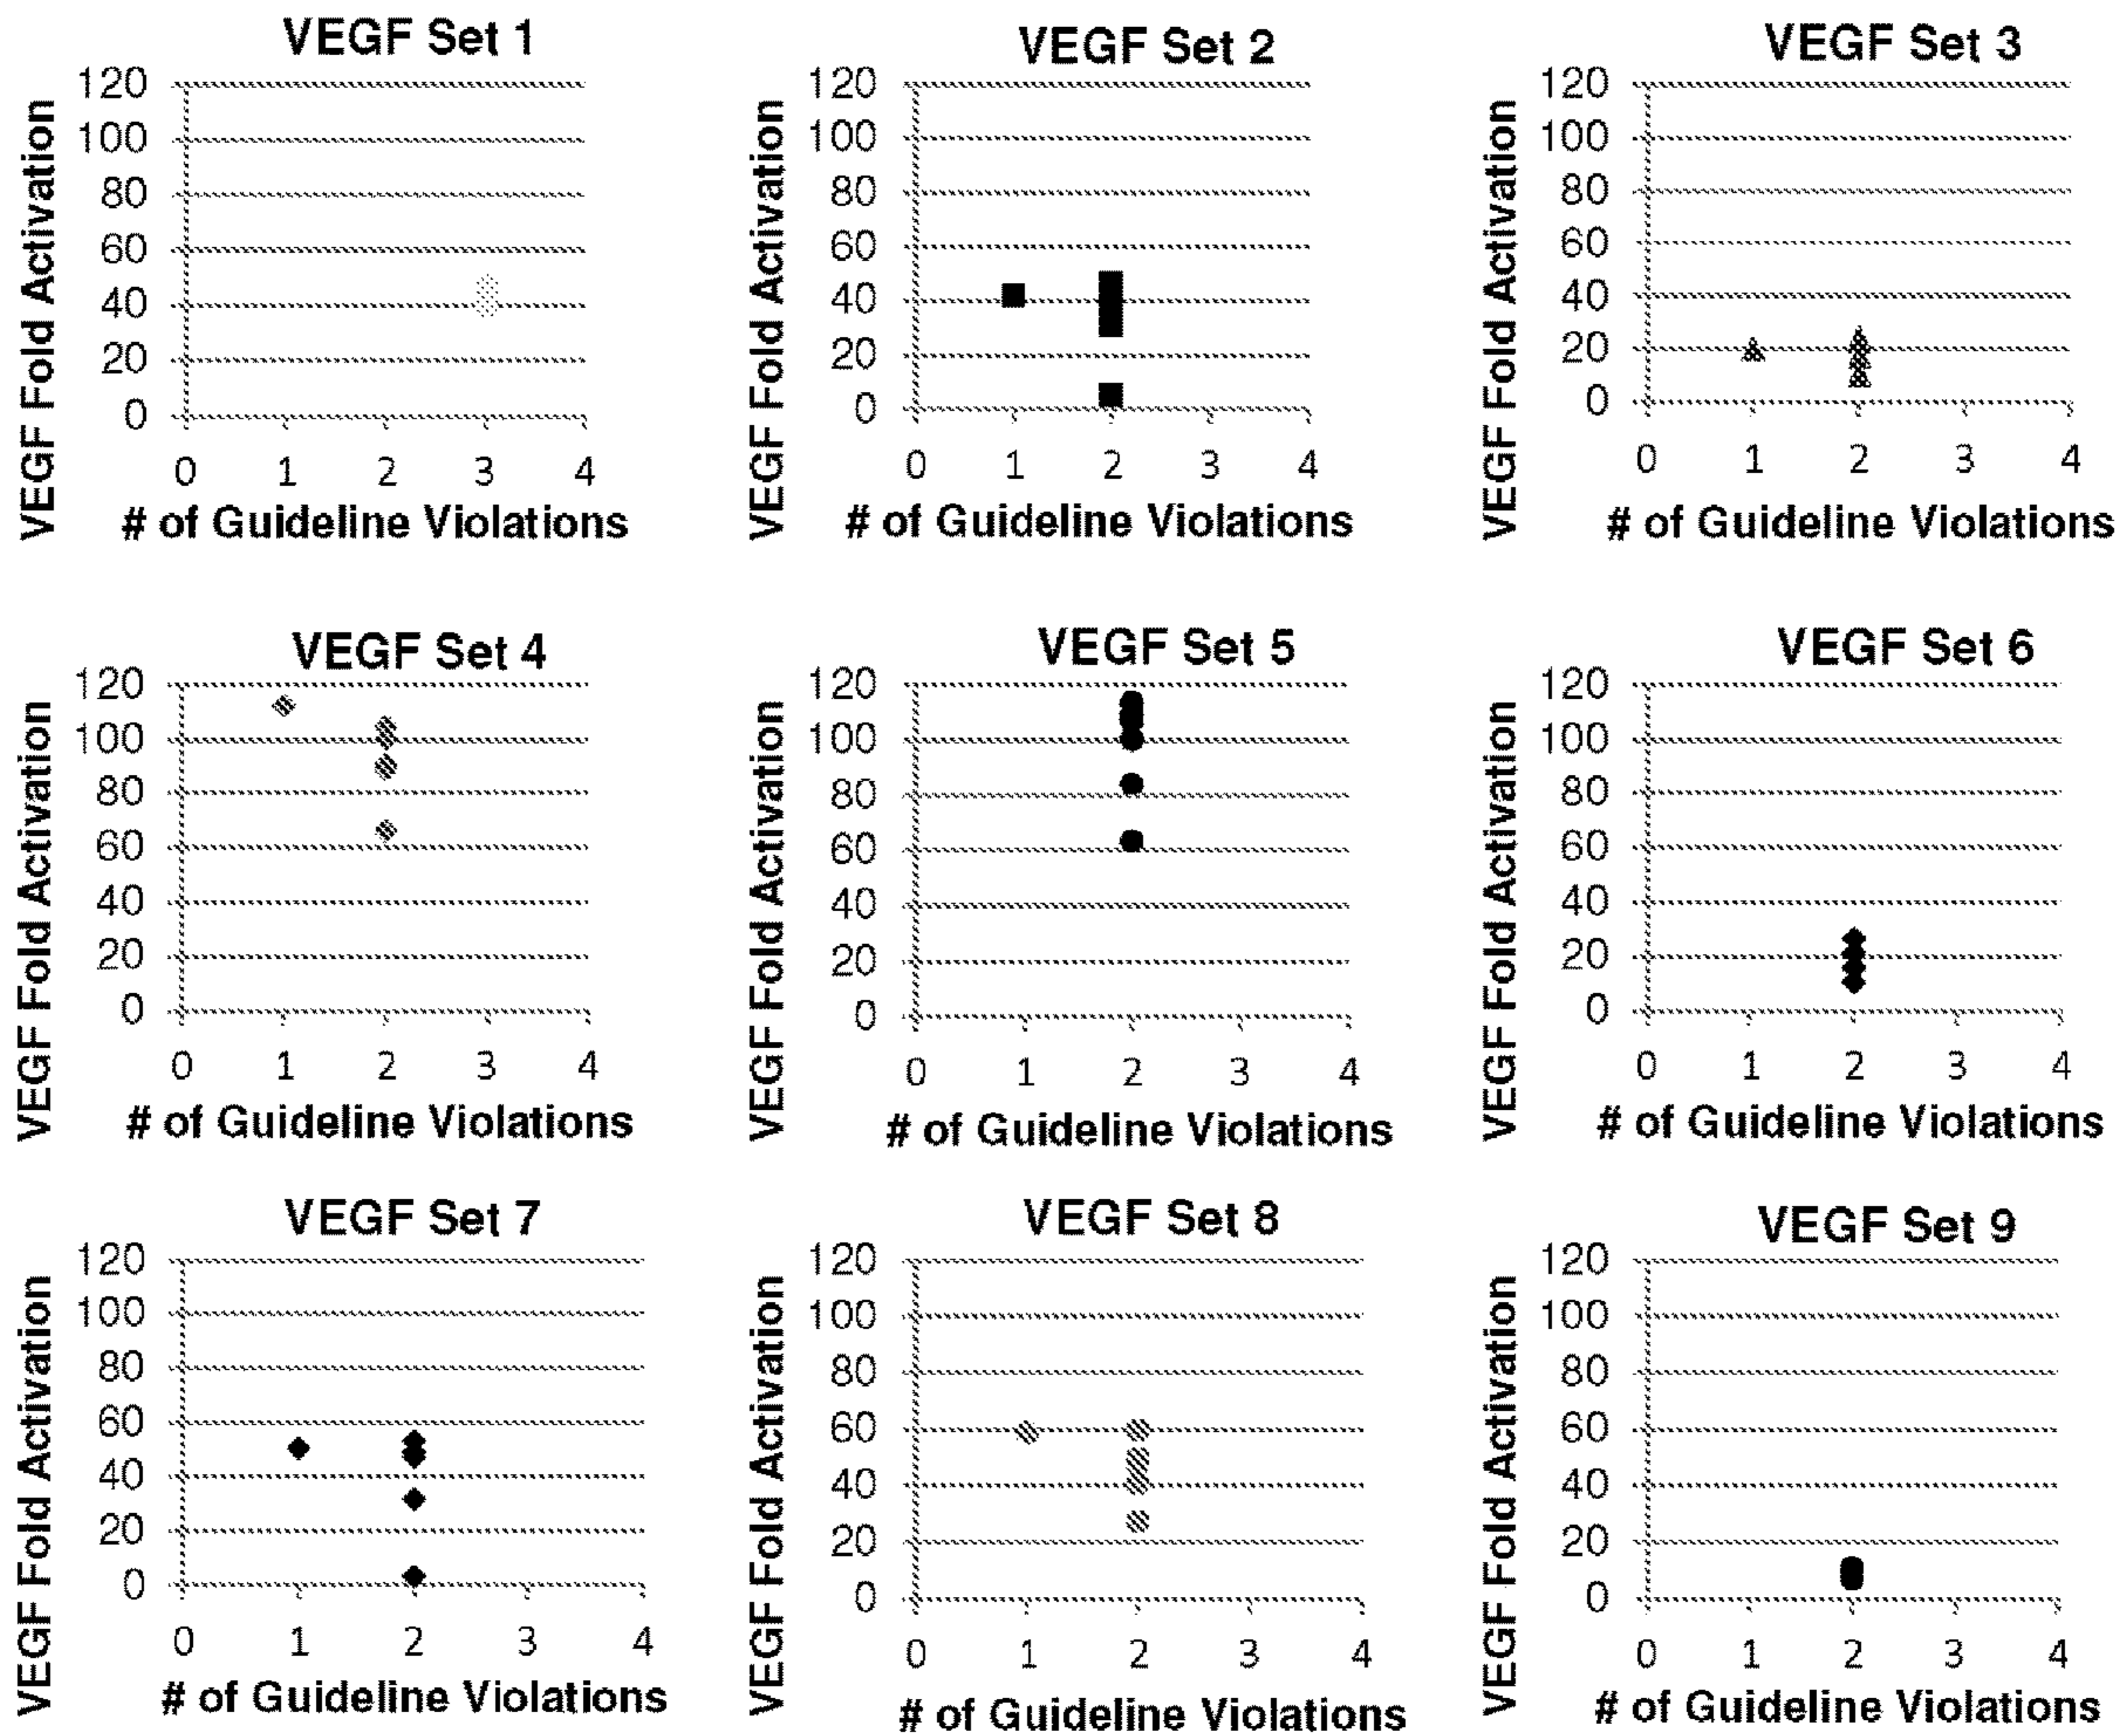 VEGF Set 1
VEGF Fold Activation
120
100
80
60
40
20
0
0 1 2 3 4
# of Guideline Violations
VEGF Set 2
VEGF Fold Activation
120
100
80
60
40
20
0
0 1 2 3 4
# of Guideline Violations
VEGF Set 3
VEGF Fold Activation
120
100
80
60
40
20
0
0 1 2 3 4
# of Guideline Violations
VEGF Set 4
VEGF Fold Activation
120
100
80
60
40
20
0
0 1 2 3 4
# of Guideline Violations
VEGF Set 5
VEGF Fold Activation
120
100
80
60
40
20
0
0 1 2 3 4
# of Guideline Violations
VEGF Set 6
VEGF Fold Activation
120
100
80
60
40
20
0
0 1 2 3 4
# of Guideline Violations
VEGF Set 7
VEGF Fold Activation
120
100
80
60
40
20
0
0 1 2 3 4
# of Guideline Violations
VEGF Set 8
VEGF Fold Activation
120
100
80
60
40
20
0
0 1 2 3 4
# of Guideline Violations
VEGF Set 9
VEGF Fold Activation
120
100
80
60
40
20
0
0 1 2 3 4
# of Guideline Violations